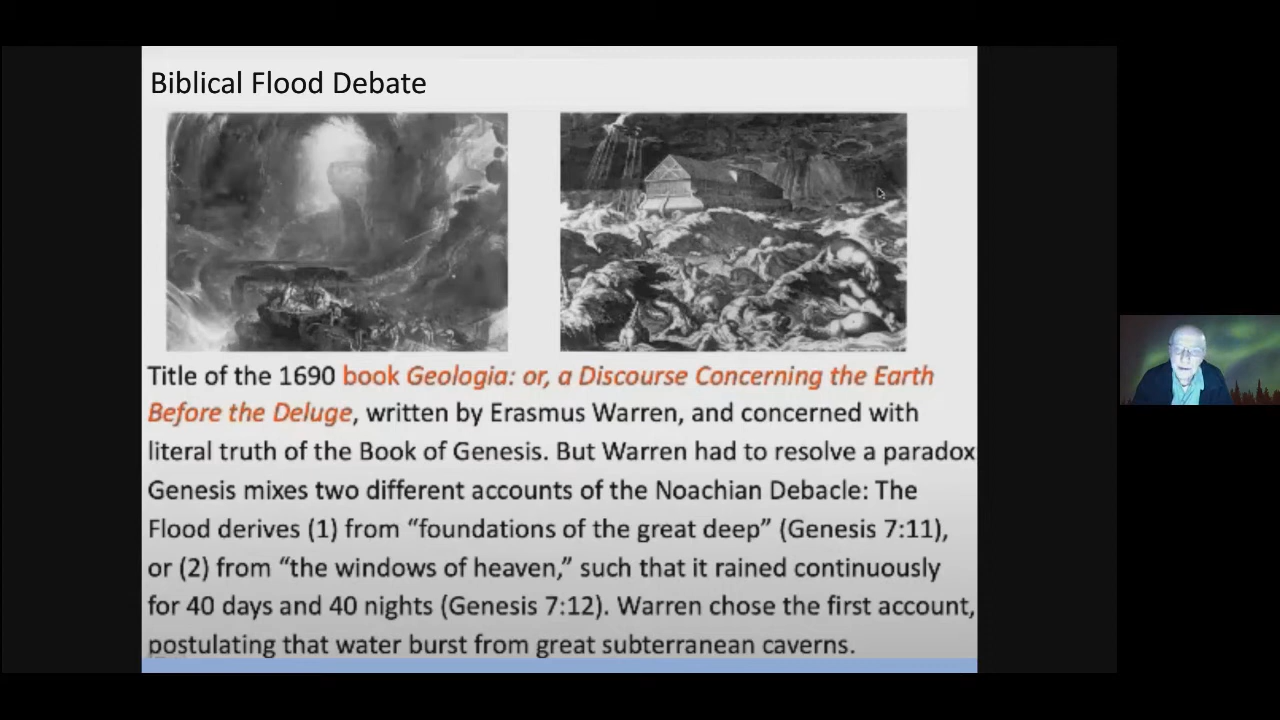 Biblical Flood Debate
Title of the 1690 book Geologia: or, a Discourse Concerning the Earth
Before the Deluge, written by Erasmus Warren, and concerned with
literal truth of the Book of Genesis. But Warren had to resolve a paradox
Genesis mixes two different accounts of the Noachian Debacle: The
Flood derives (1) from “foundations of the great deep” (Genesis 7:11),
or (2) from “the windows of heaven,” such that it rained continuously
for 40 days and 40 nights (Genesis 7:12). Warren chose the first account,
postulating that water burst from great subterranean caverns.